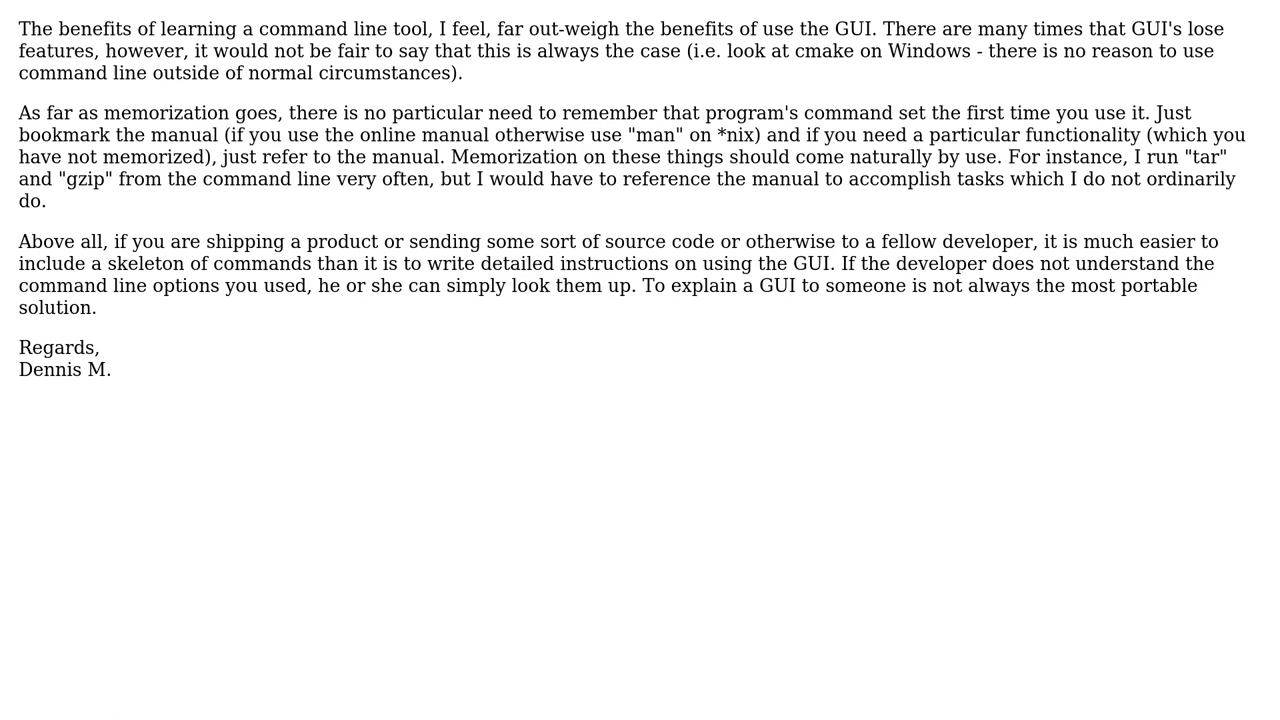 The benefits of learning a command line tool, I feel, far out-weigh the benefits of use the GUI. There are many times that GUI's lose
features, however, it would not be fair to say that this is always the case (i.e. look at cmake on Windows - there is no reason to use
command line outside of normal circumstances).
As far as memorization goes, there is no particular need to remember that program's command set the first time you use it. Just
bookmark the manual (if you use the online manual otherwise use "man" on *nix) and if you need a particular functionality (which you
have not memorized), just refer to the manual. Memorization on these things should come naturally by use. For instance, I run "tar"
and "gzip" from the command line very often, but I would have to reference the manual to accomplish tasks which I do not ordinarily
do.
Above all, if you are shipping a product or sending some sort of source code or otherwise to a fellow developer, it is much easier to
include a skeleton of commands than it is to write detailed instructions on using the GUI. If the developer does not understand the
command line options you used, he or she can simply look them up. To explain a GUI to someone is not always the most portable
solution.
Regards,
Dennis M.